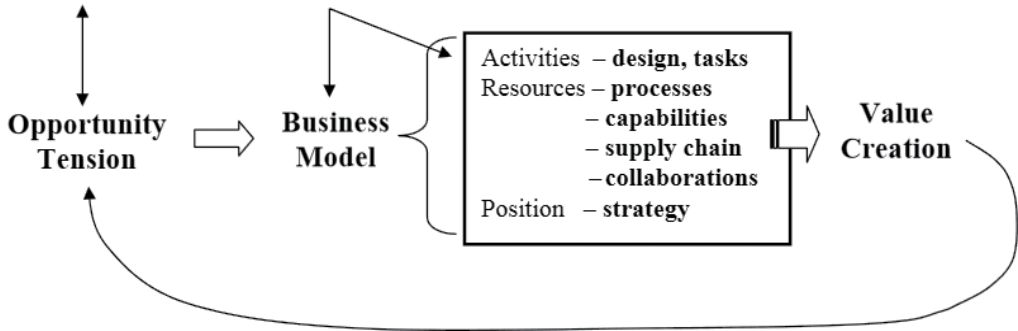 Opportunity
Tension
Business
Model
Activities – design, tasks
Resources – processes
– capabilities
– supply chain
–collaborations
Position – strategy
Value
Creation